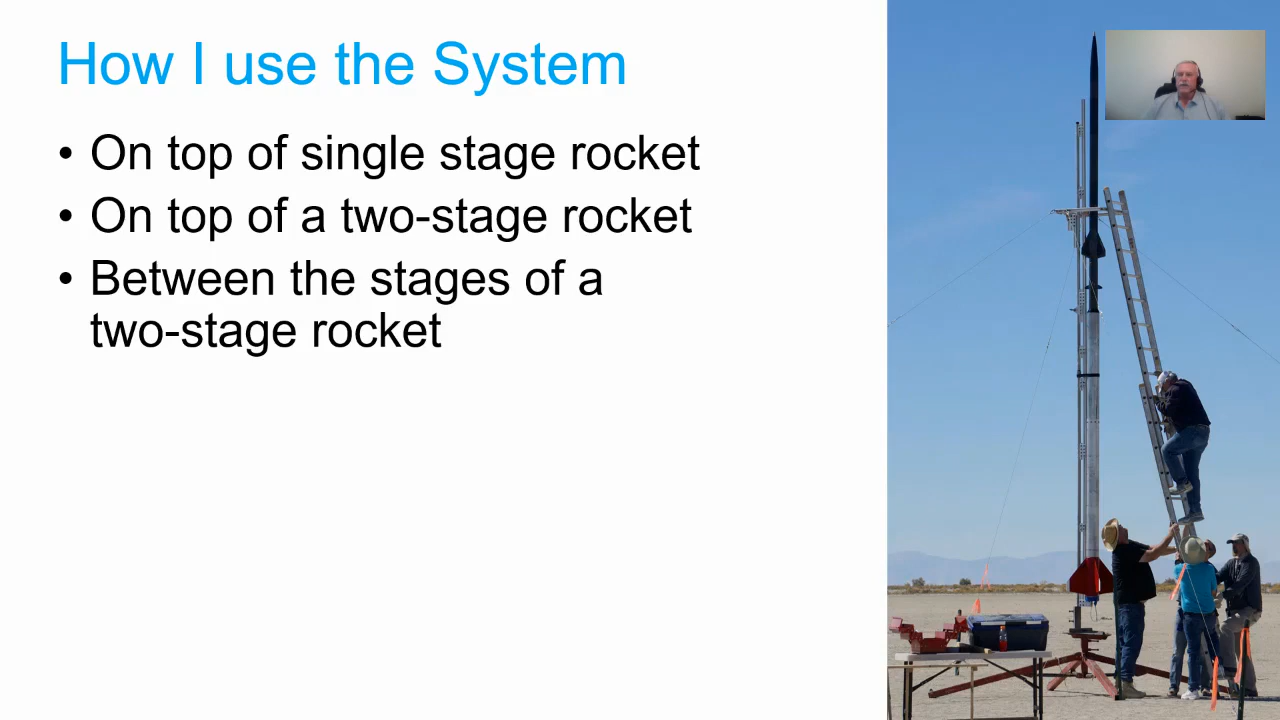 How I use the System
• On top of single stage rocket
• On top of a two-stage rocket
• Between the stages of a
two-stage rocket